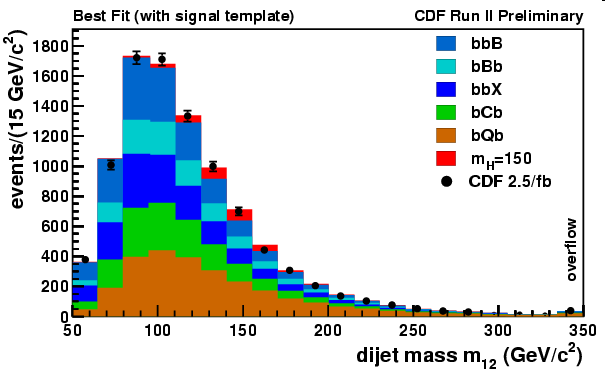 Best Fit (with signal template) CDF Run II Preliminary
events/(15 GeV/c²)
1800
1600
1400
1200
1000
800
600
400
200
0
bbB
bBb
bbX
bCb
bQb
m_H=150
CDF 2.5/fb
overflow
50 100 150 200 250 300 350
dijet mass m₁₂ (GeV/c²)